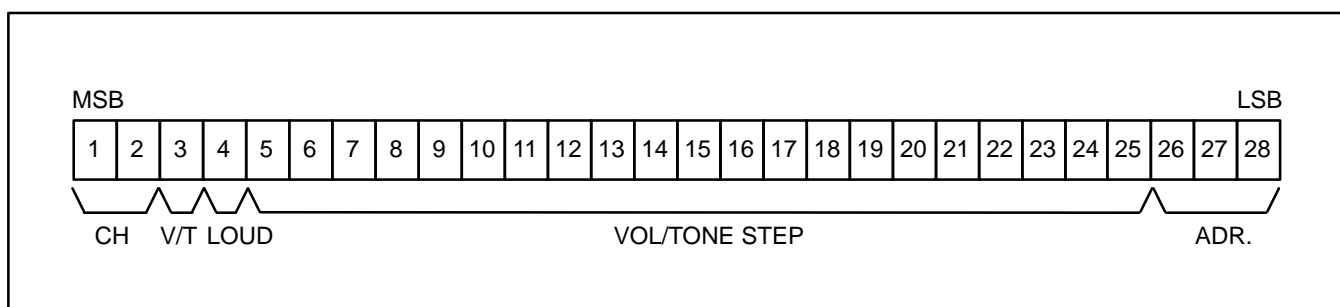 MSB LSB
1 2 3 4 5 6 7 8 9 10 11 12 13 14 15 16 17 18 19 20 21 22 23 24 25 26 27 28
CH V/T LOUD VOL/TONE STEP ADR.